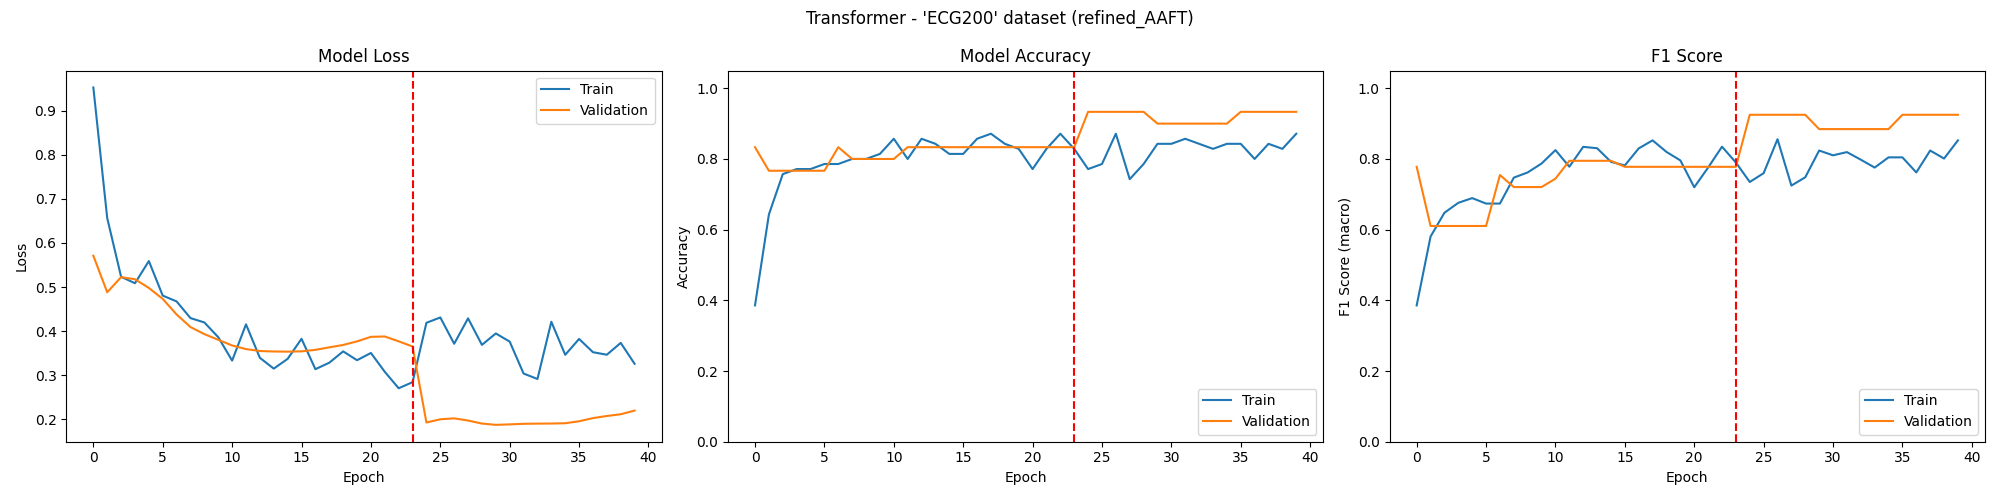 Transformer - 'ECG200' dataset (refined_AAFT)
Model Loss
Loss
0.9
0.8
0.7
0.6
0.5
0.4
0.3
0.2
Train
Validation
0 5 10 15 20 25 30 35 40
Epoch
Model Accuracy
Accuracy
1.0
0.8
0.6
0.4
0.2
0.0
Train
Validation
0 5 10 15 20 25 30 35 40
Epoch
F1 Score
F1 Score (macro)
1.0
0.8
0.6
0.4
0.2
0.0
Train
Validation
0 5 10 15 20 25 30 35 40
Epoch